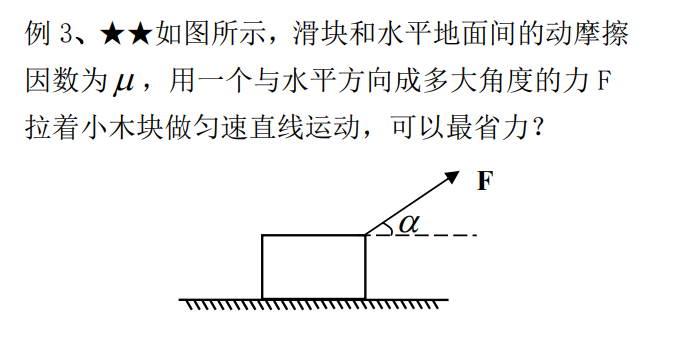 例 3、★★如图所示，滑块和水平地面间的动摩擦
因数为 μ，用一个与水平方向成多大角度的力 F
拉着小木块做匀速直线运动，可以最省力？
F
α